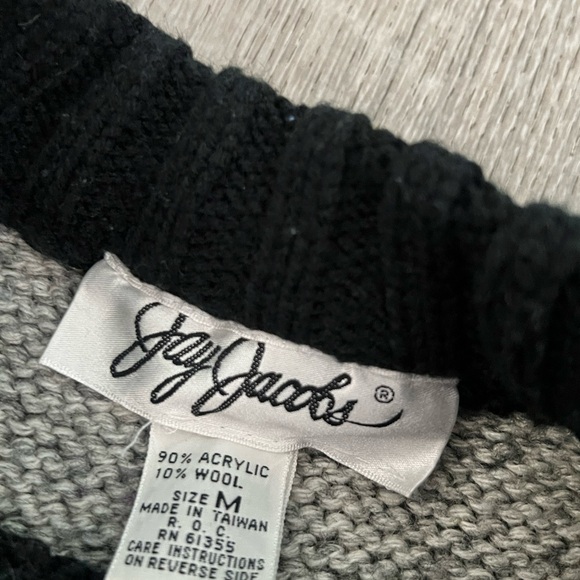 Jay Jacobs ®
90% ACRYLIC
10% WOOL
SIZE M
MADE IN TAIWAN
R. O. C.
RN 61355
CARE INSTRUCTIONS
ON REVERSE SIDE